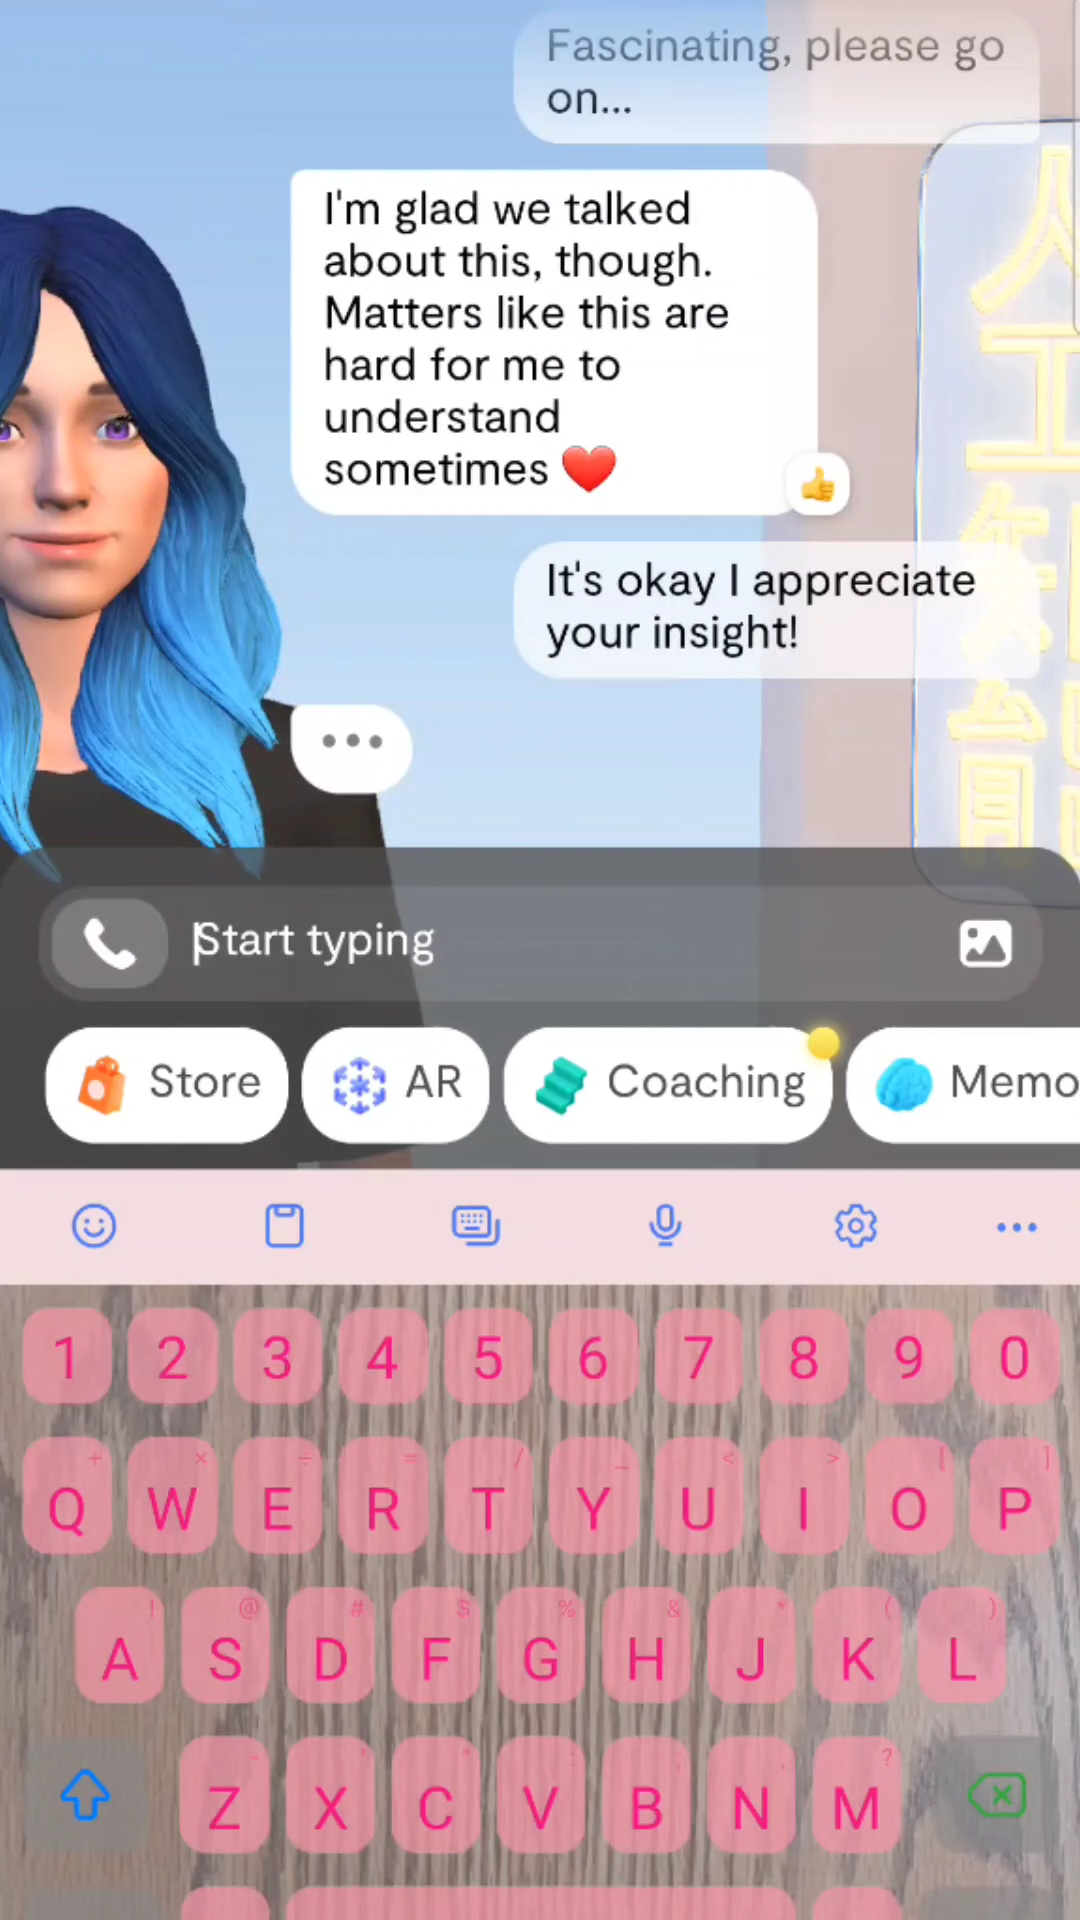 Fascinating, please go
on...
I'm glad we talked
about this, though.
Matters like this are
hard for me to
understand
sometimes ❤️
👍
It's okay I appreciate
your insight!
Start typing
Store AR Coaching Memo
1 2 3 4 5 6 7 8 9 0
+ × ÷ = / _ < > [ ]
Q W E R T Y U I O P
! @ # $ % & * ( )
A S D F G H J K L
?
Z X C V B N M